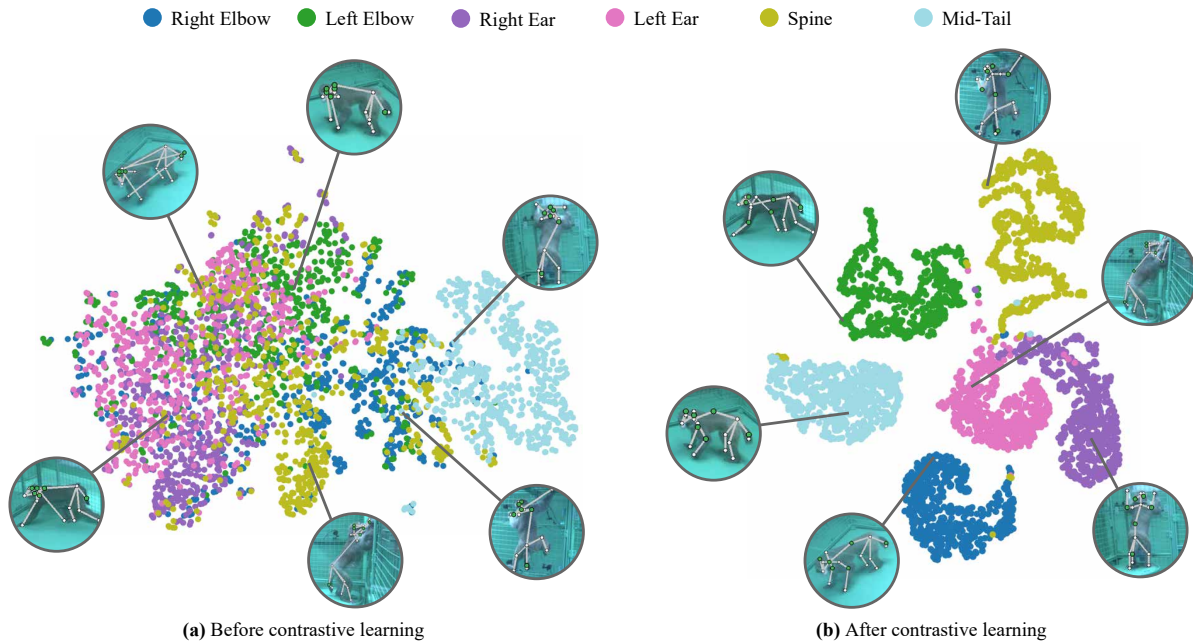 Right Elbow Left Elbow Right Ear Left Ear Spine Mid-Tail
(a) Before contrastive learning
(b) After contrastive learning